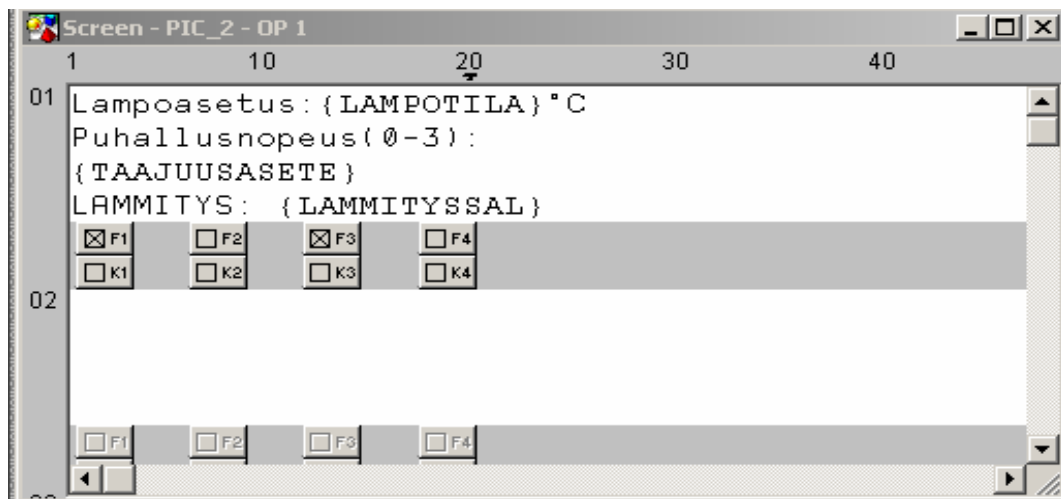 Screen - PIC_2 - OP 1
1 10 20 30 40
01
Lampoasetus:{LAMPOTILA}°C
Puhallusnopeus(0-3):
{TAAJUUSASETE}
LAMMITYS: {LAMMITYSSAL}
F1 F2 F3 F4
K1 K2 K3 K4
02
F1 F2 F3 F4